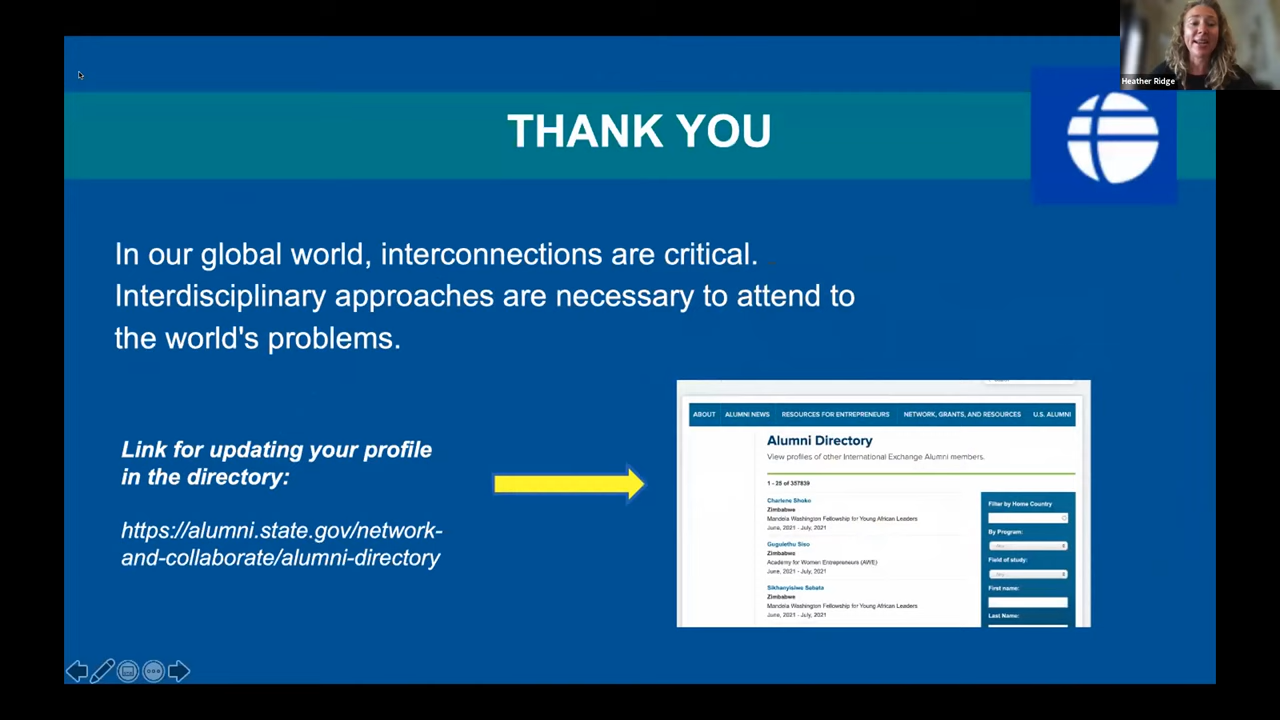 Heather Ridge
THANK YOU
In our global world, interconnections are critical.
Interdisciplinary approaches are necessary to attend to
the world's problems.
Link for updating your profile
in the directory:
https://alumni.state.gov/network-
and-collaborate/alumni-directory
ABOUT ALUMNI NEWS RESOURCES FOR ENTREPRENEURS NETWORK, GRANTS, AND RESOURCES U.S. ALUMNI
Alumni Directory
View profiles of other International Exchange Alumni members.
1 - 25 of 357839
Charlene Shoko
Zimbabwe
Mandela Washington Fellowship for Young African Leaders
June, 2021 - July, 2021
Gugulethu Siso
Zimbabwe
Academy for Women Entrepreneurs (AWE)
June, 2021 - July, 2021
Sikhanyisiwe Sabata
Zimbabwe
Mandela Washington Fellowship for Young African Leaders
June, 2021 - July, 2021
Filter by Home Country
By Program:
Field of study:
First name:
Last Name: